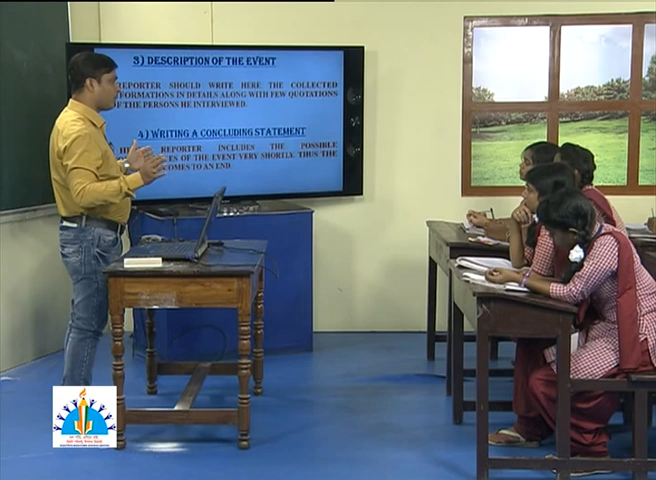 3) DESCRIPTION OF THE EVENT
REPORTER SHOULD WRITE HERE THE COLLECTED
FORMATIONS IN DETAILS ALONG WITH FEW QUOTATIONS
OF THE PERSONS HE INTERVIEWED.
4) WRITING A CONCLUDING STATEMENT
REPORTER INCLUDES THE POSSIBLE
OF THE EVENT VERY SHORTLY. THUS THE
COMES TO AN END.